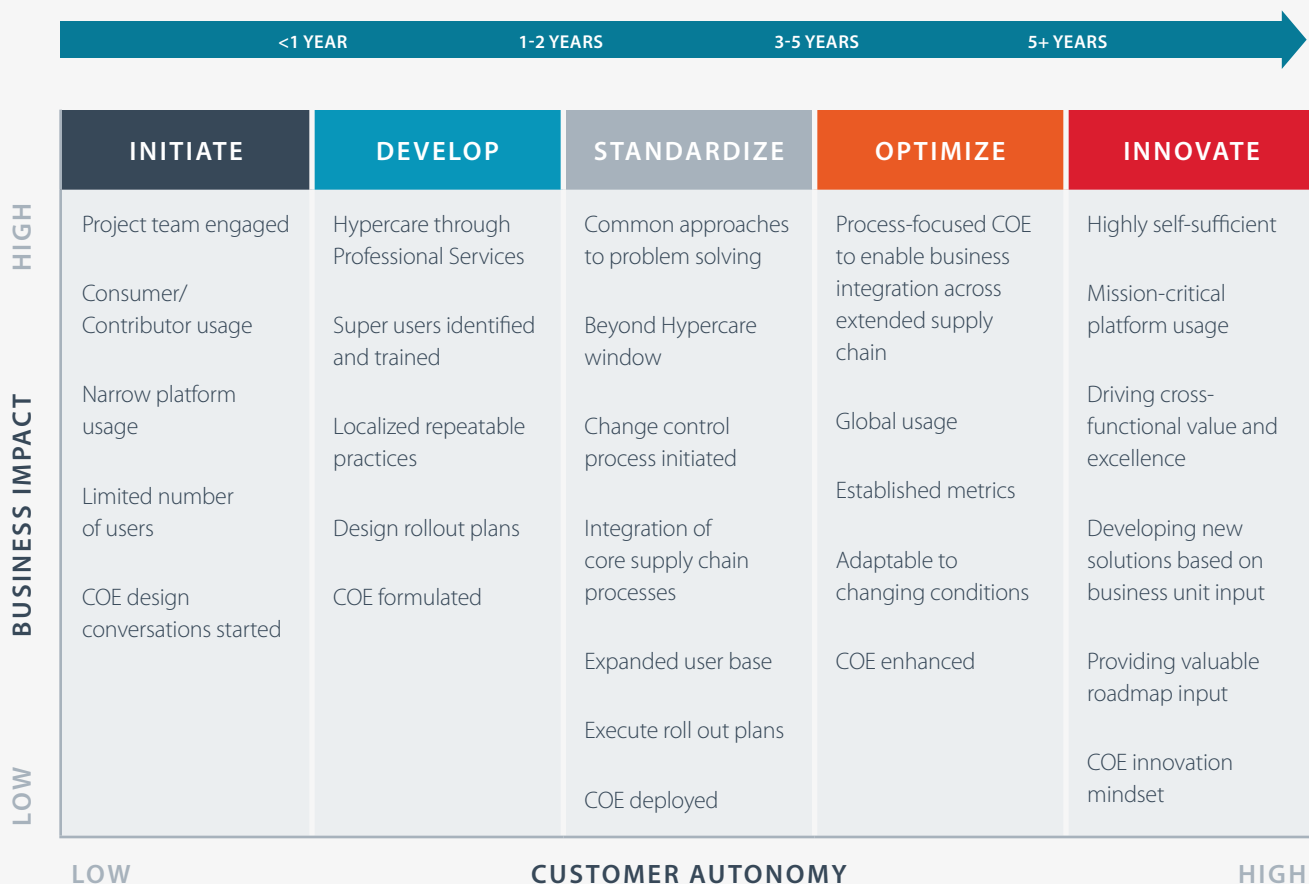 <1 YEAR
1-2 YEARS
3-5 YEARS
5+ YEARS
INITIATE
DEVELOP
STANDARDIZE
OPTIMIZE
INNOVATE
HIGH
BUSINESS IMPACT
LOW
Project team engaged
Consumer/
Contributor usage
Narrow platform
usage
Limited number
of users
COE design
conversations started
Hypercare through
Professional Services
Super users identified
and trained
Localized repeatable
practices
Design rollout plans
COE formulated
Common approaches
to problem solving
Beyond Hypercare
window
Change control
process initiated
Integration of
core supply chain
processes
Expanded user base
Execute roll out plans
COE deployed
Process-focused COE
to enable business
integration across
extended supply
chain
Global usage
Established metrics
Adaptable to
changing conditions
COE enhanced
Highly self-sufficient
Mission-critical
platform usage
Driving cross-
functional value and
excellence
Developing new
solutions based on
business unit input
Providing valuable
roadmap input
COE innovation
mindset
LOW
CUSTOMER AUTONOMY
HIGH